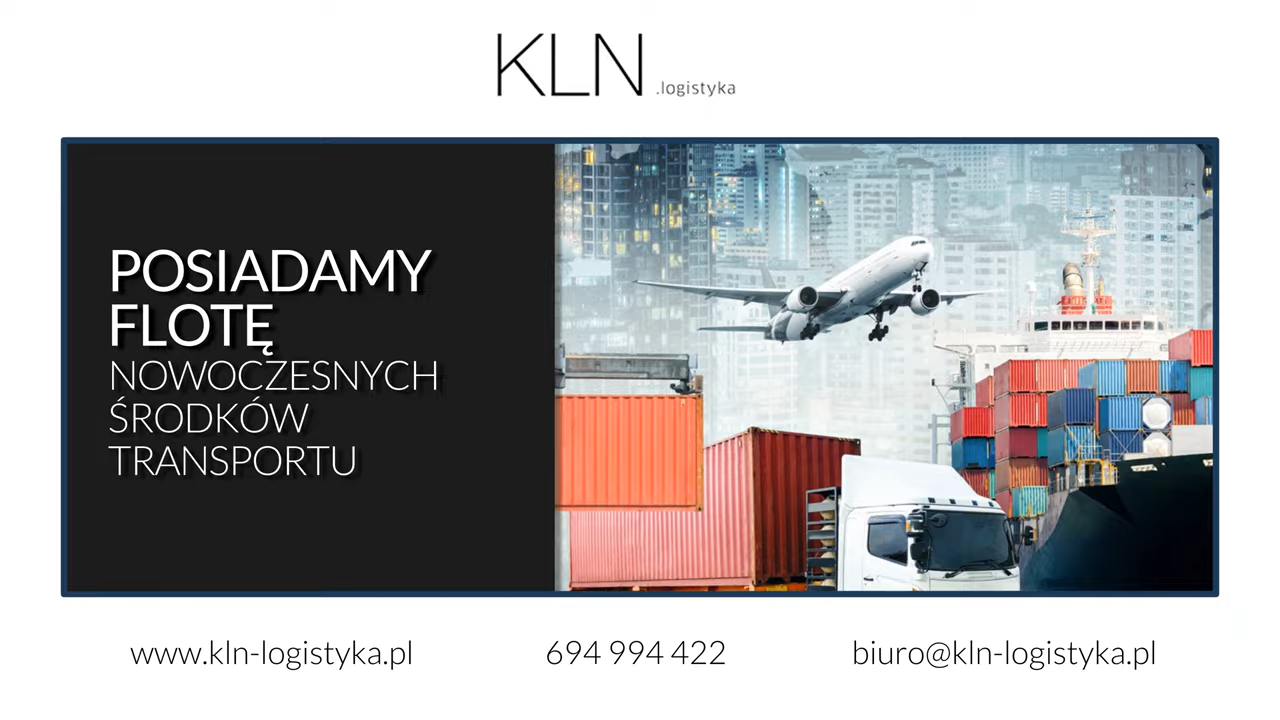 KLN .logistyka
POSIADAMY
FLOTĘ
NOWOCZESNYCH
ŚRODKÓW
TRANSPORTU
www.kln-logistyka.pl
694 994 422
biuro@kln-logistyka.pl